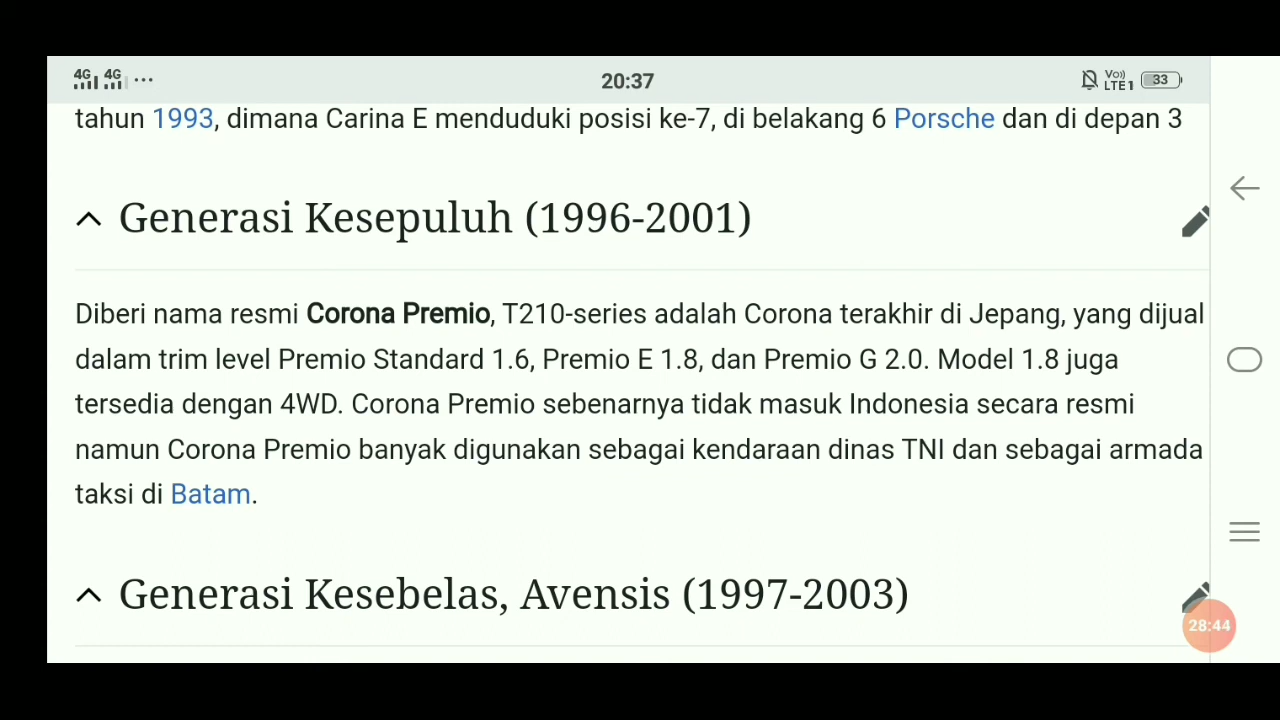 4G 4G ... 20:37 Vo)) LTE1 33
tahun 1993, dimana Carina E menduduki posisi ke-7, di belakang 6 Porsche dan di depan 3
Generasi Kesepuluh (1996-2001)
Diberi nama resmi Corona Premio, T210-series adalah Corona terakhir di Jepang, yang dijual
dalam trim level Premio Standard 1.6, Premio E 1.8, dan Premio G 2.0. Model 1.8 juga
tersedia dengan 4WD. Corona Premio sebenarnya tidak masuk Indonesia secara resmi
namun Corona Premio banyak digunakan sebagai kendaraan dinas TNI dan sebagai armada
taksi di Batam.
Generasi Kesebelas, Avensis (1997-2003)
28:44